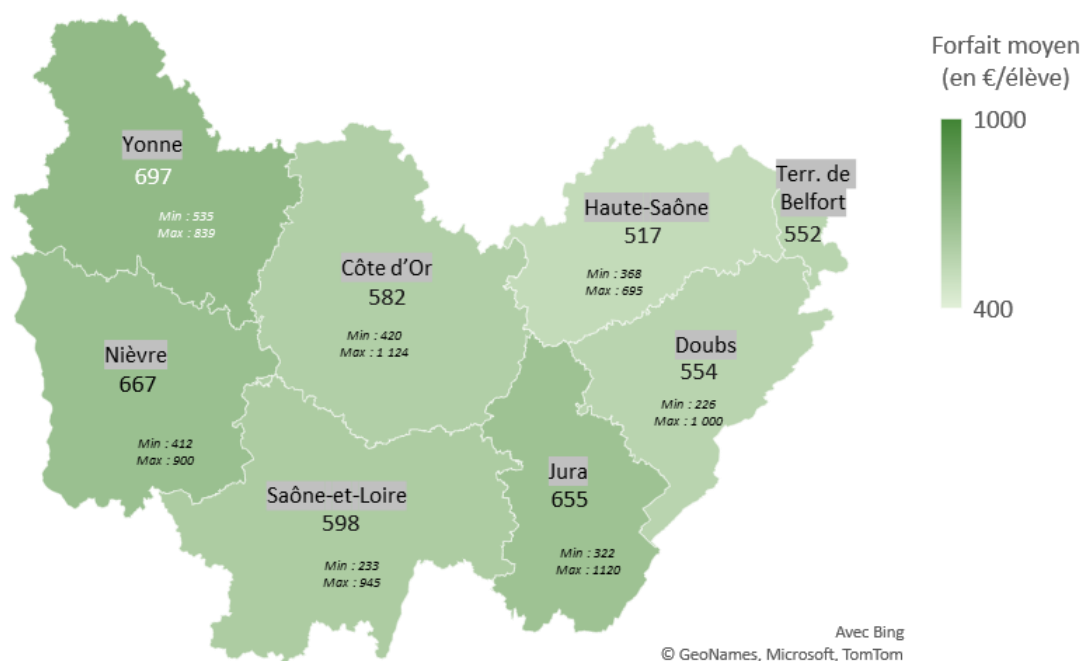 Forfait moyen
(en €/élève)
1000
400
Yonne
697
Min : 535
Max : 839
Côte d'Or
582
Min : 420
Max : 1 124
Haute-Saône
517
Min : 368
Max : 695
Terr. de
Belfort
552
Nièvre
667
Min : 412
Max : 900
Doubs
554
Min : 226
Max : 1 000
Saône-et-Loire
598
Min : 233
Max : 945
Jura
655
Min : 322
Max : 1120
Avec Bing
© GeoNames, Microsoft, TomTom